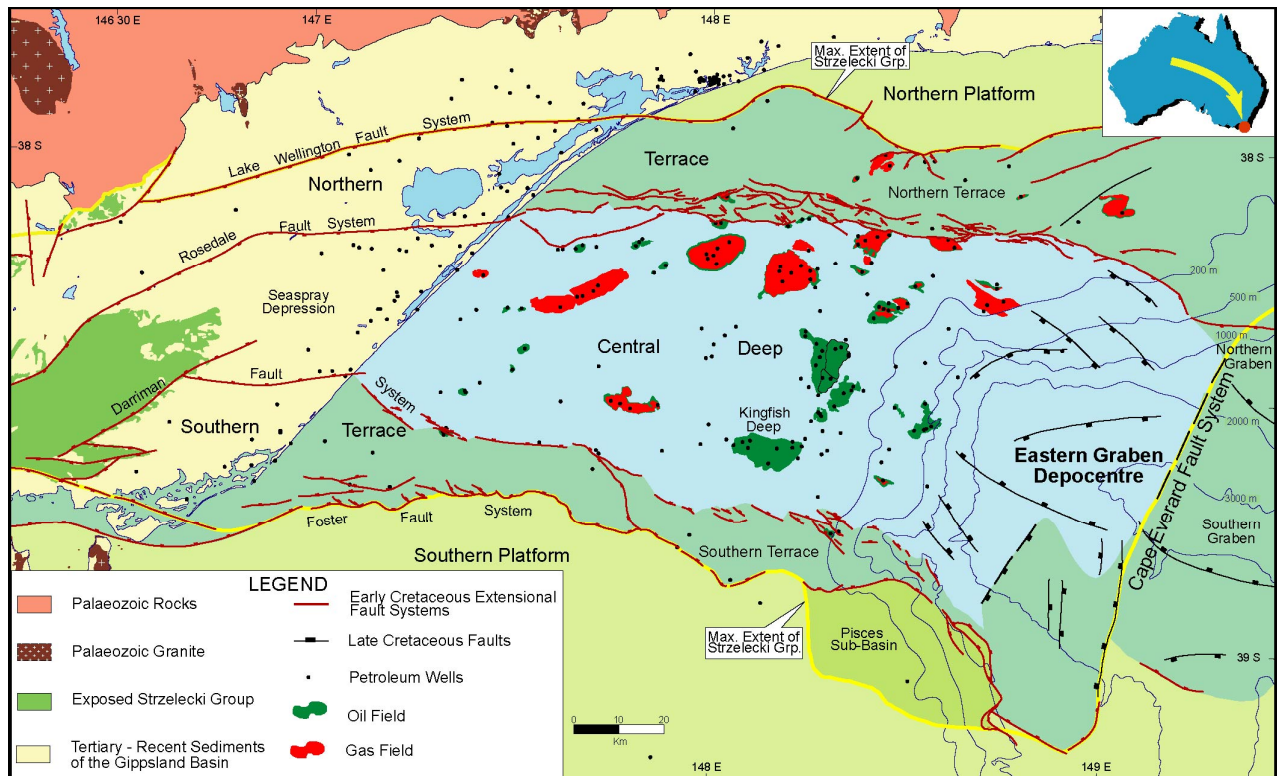 146 30 E
147 E
148 E
Max. Extent of
Strzelecki Grp.
Northern Platform
38 S
38 S
Lake Wellington Fault System
Terrace
Northern
Northern Terrace
Rosedale Fault System
Seaspray
Depression
200 m
500 m
1000 m
Central Deep
Northern
Graben
Darriman Fault System
Kingfish
Deep
2000 m
Southern
Terrace
Eastern Graben
Depocentre
Cape Everard Fault System
3000 m
Southern
Graben
Foster Fault System
Southern Terrace
Southern Platform
Max. Extent of
Strzelecki Grp.
Pisces
Sub-Basin
39 S
LEGEND
Palaeozoic Rocks
Palaeozoic Granite
Exposed Strzelecki Group
Tertiary - Recent Sediments
of the Gippsland Basin
Early Cretaceous Extensional
Fault Systems
Late Cretaceous Faults
Petroleum Wells
Oil Field
Gas Field
0 10 20
Km
148 E
149 E